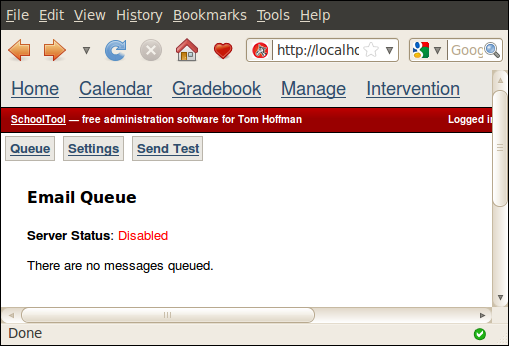 File Edit View History Bookmarks Tools Help
http://localho Goog
Home Calendar Gradebook Manage Intervention
SchoolTool — free administration software for Tom Hoffman Logged in
Queue Settings Send Test
Email Queue
Server Status: Disabled
There are no messages queued.
Done